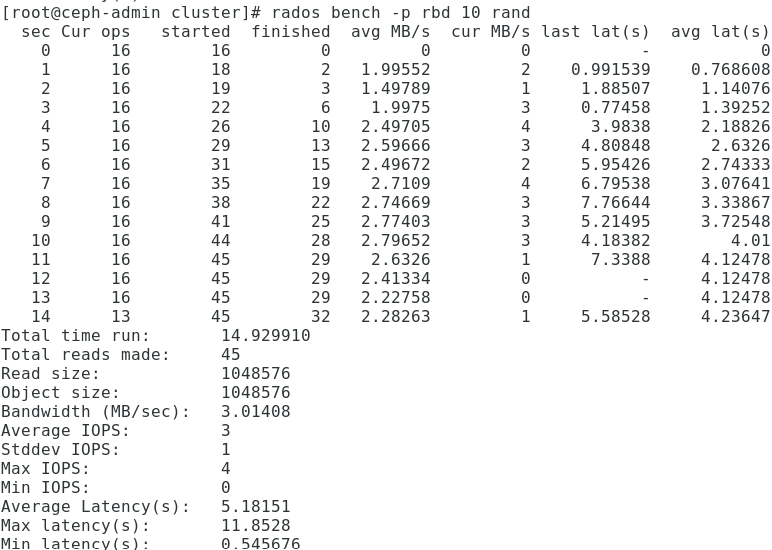 [root@ceph-admin cluster]# rados bench -p rbd 10 rand
sec Cur ops started finished avg MB/s cur MB/s last lat(s) avg lat(s)
0 16 16 0 0 0 - 0
1 16 18 2 1.99552 2 0.991539 0.768608
2 16 19 3 1.49789 1 1.88507 1.14076
3 16 22 6 1.9975 3 0.77458 1.39252
4 16 26 10 2.49705 4 3.9838 2.18826
5 16 29 13 2.59666 3 4.80848 2.6326
6 16 31 15 2.49672 2 5.95426 2.74333
7 16 35 19 2.7109 4 6.79538 3.07641
8 16 38 22 2.74669 3 7.76644 3.33867
9 16 41 25 2.77403 3 5.21495 3.72548
10 16 44 28 2.79652 3 4.18382 4.01
11 16 45 29 2.6326 1 7.3388 4.12478
12 16 45 29 2.41334 0 - 4.12478
13 16 45 29 2.22758 0 - 4.12478
14 13 45 32 2.28263 1 5.58528 4.23647
Total time run: 14.929910
Total reads made: 45
Read size: 1048576
Object size: 1048576
Bandwidth (MB/sec): 3.01408
Average IOPS: 3
Stddev IOPS: 1
Max IOPS: 4
Min IOPS: 0
Average Latency(s): 5.18151
Max latency(s): 11.8528
Min latency(s): 0.545676